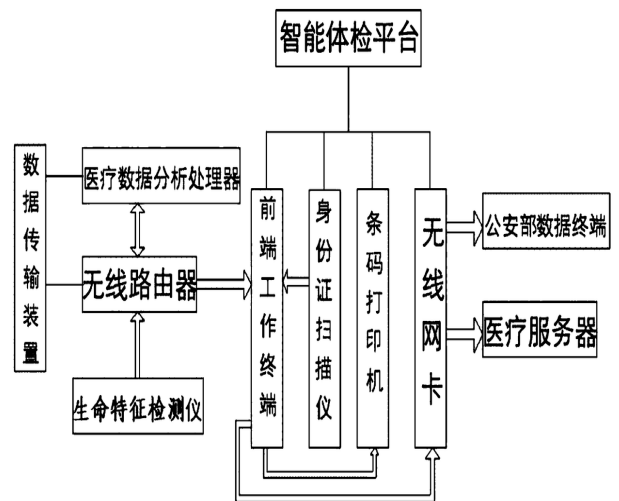 智能体检平台
数据传输装置
医疗数据分析处理器
无线路由器
生命特征检测仪
前端工作终端
身份证扫描仪
条码打印机
无线网卡
公安部数据终端
医疗服务器